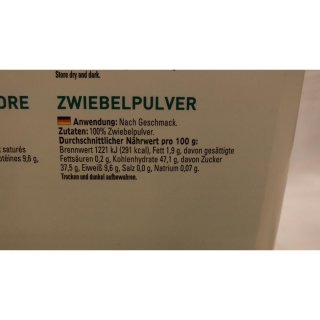 Store dry and dark.
ORE
ZWIEBELPULVER
Anwendung: Nach Geschmack.
Zutaten: 100% Zwiebelpulver.
Durchschnittlicher Nährwert pro 100 g:
Brennwert 1221 kJ (291 kcal), Fett 1,9 g, davon gesättigte
Fettsäuren 0,2 g, Kohlenhydrate 47,1 g, davon Zucker
37,5 g, Eiweiß 9,6 g, Salz 0,0 g, Natrium 0,07 g.
Trocken und dunkel aufbewahren.
saturés
otéines 9,6 g,